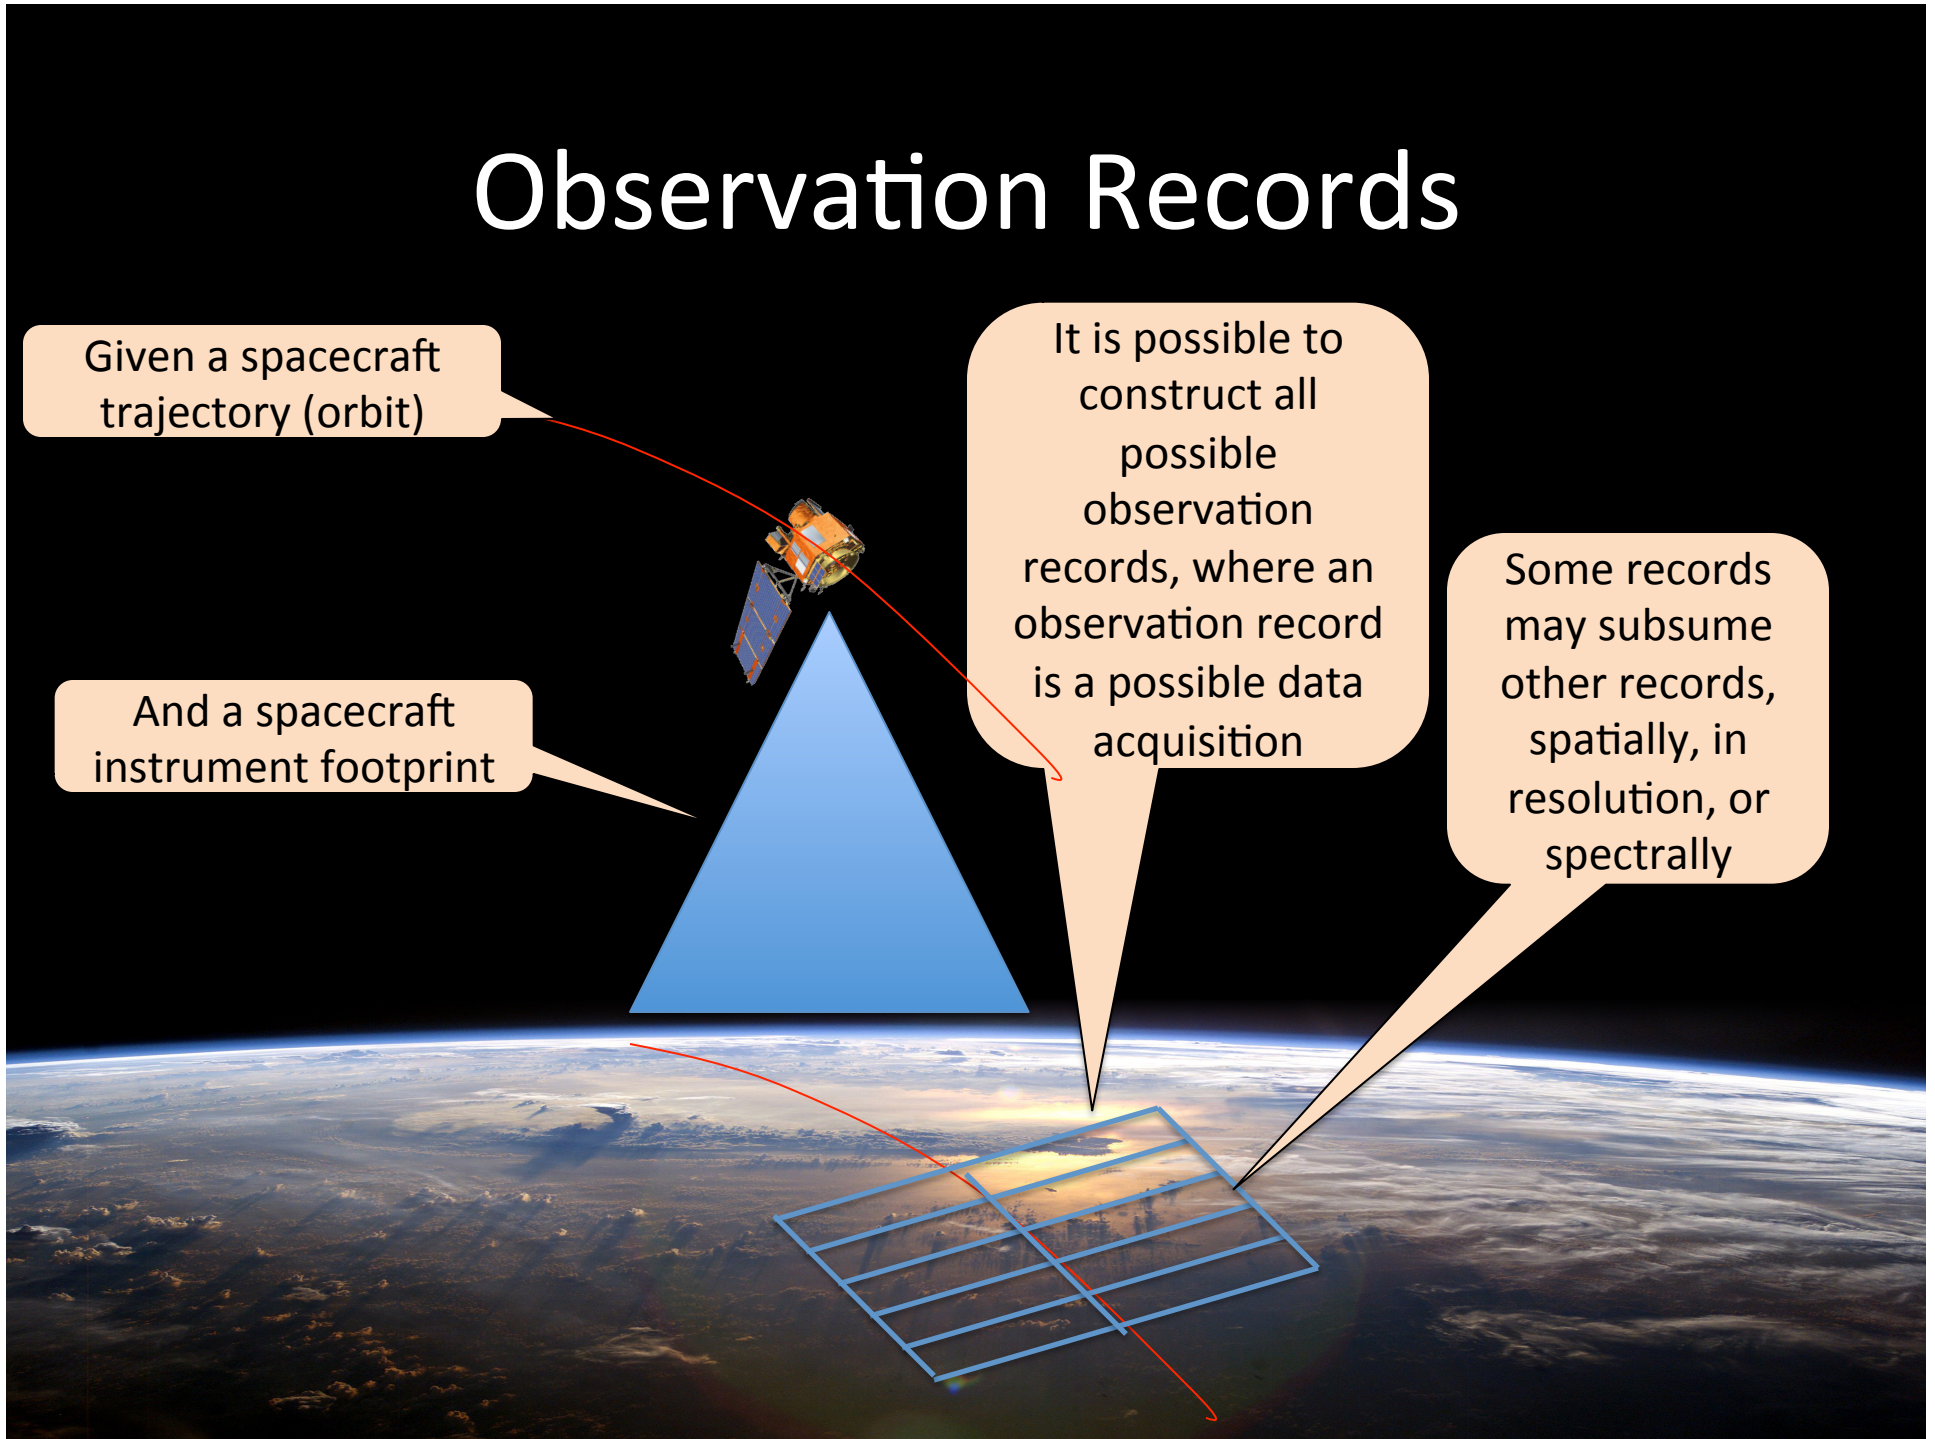 Observation Records
Given a spacecraft
trajectory (orbit)
And a spacecraft
instrument footprint
It is possible to
construct all
possible
observation
records, where an
observation record
is a possible data
acquisition
Some records
may subsume
other records,
spatially, in
resolution, or
spectrally